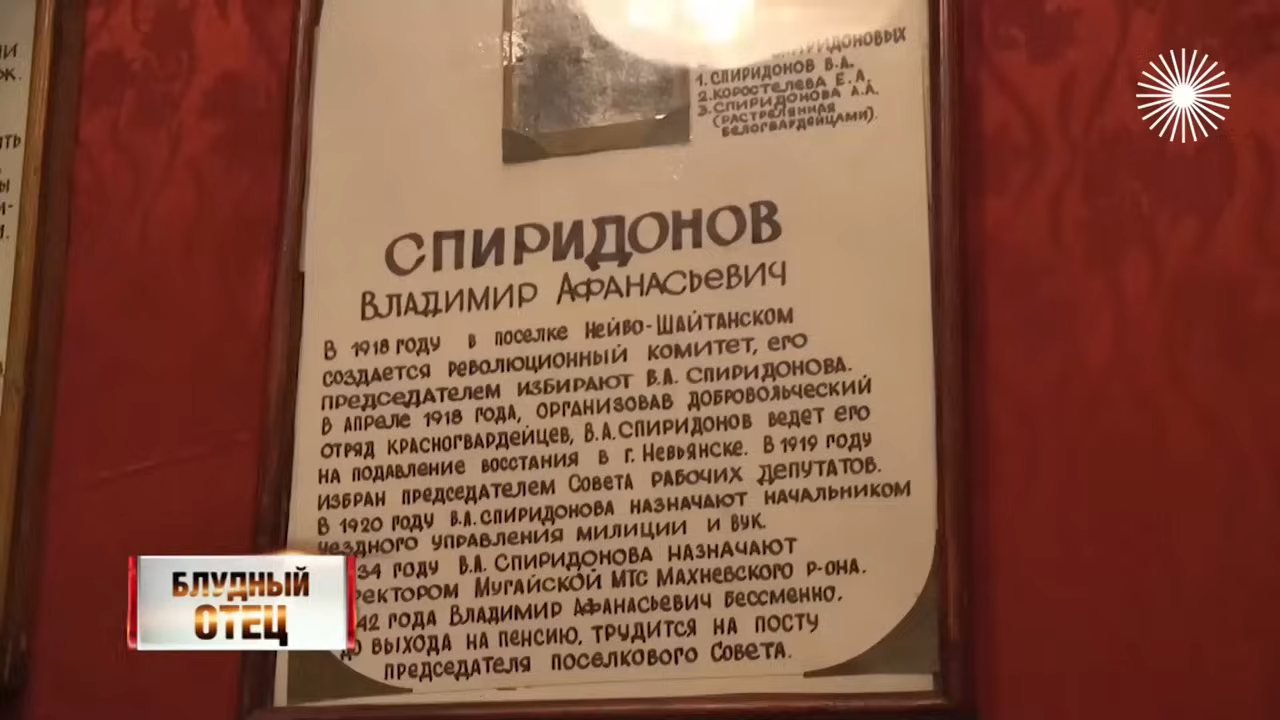 ТЬ
1. СПИРИДОНОВ В.А.
2. КОРОСТЕЛЕВА Е.А.
3. СПИРИДОНОВА А.А.
(РАСТРЕЛЯННАЯ
БЕЛОГВАРДЕЙЦАМИ).
СПИРИДОНОВ
ВЛАДИМИР АФАНАСЬЕВИЧ
В 1918 ГОДУ В ПОСЕЛКЕ НЕЙВО-ШАЙТАНСКОМ
СОЗДАЕТСЯ РЕВОЛЮЦИОННЫЙ КОМИТЕТ, ЕГО
ПРЕДСЕДАТЕЛЕМ ИЗБИРАЮТ В.А. СПИРИДОНОВА.
В АПРЕЛЕ 1918 ГОДА, ОРГАНИЗОВАВ ДОБРОВОЛЬЧЕСКИЙ
ОТРЯД КРАСНОГВАРДЕЙЦЕВ, В.А. СПИРИДОНОВ ВЕДЕТ ЕГО
НА ПОДАВЛЕНИЕ ВОССТАНИЯ В Г. НЕВЬЯНСКЕ. В 1919 ГОДУ
ИЗБРАН ПРЕДСЕДАТЕЛЕМ СОВЕТА РАБОЧИХ ДЕПУТАТОВ.
В 1920 ГОДУ В.А. СПИРИДОНОВА НАЗНАЧАЮТ НАЧАЛЬНИКОМ
УЕЗДНОГО УПРАВЛЕНИЯ МИЛИЦИИ И ВУК.
34 ГОДУ В.А. СПИРИДОНОВА НАЗНАЧАЮТ
РЕКТОРОМ МУГАЙСКОЙ МТС МАХНЕВСКОГО Р-ОНА.
42 ГОДА ВЛАДИМИР АФАНАСЬЕВИЧ БЕССМЕННО,
ДО ВЫХОДА НА ПЕНСИЮ, ТРУДИТСЯ НА ПОСТУ
ПРЕДСЕДАТЕЛЯ ПОСЕЛКОВОГО СОВЕТА.
БЛУДНЫЙ
ОТЕЦ